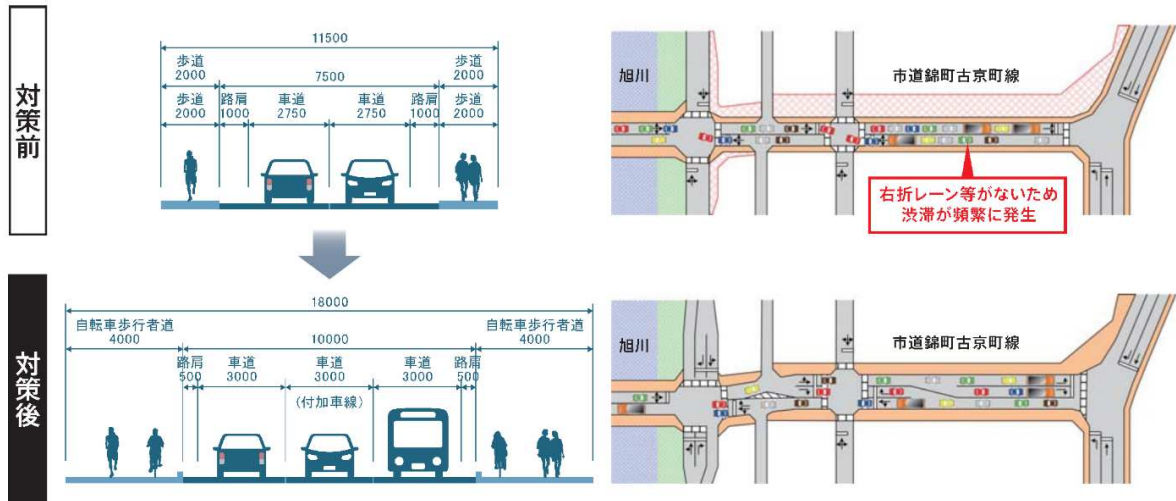 対策前
11500
歩道
2000
7500
歩道
2000
歩道
2000
路肩
1000
車道
2750
車道
2750
路肩
1000
歩道
2000
旭川
市道錦町古京町線
右折レーン等がないため
渋滞が頻繁に発生
対策後
18000
自転車歩行者道
4000
10000
自転車歩行者道
4000
路肩
500
車道
3000
車道
3000
(付加車線)
車道
3000
路肩
500
旭川
市道錦町古京町線